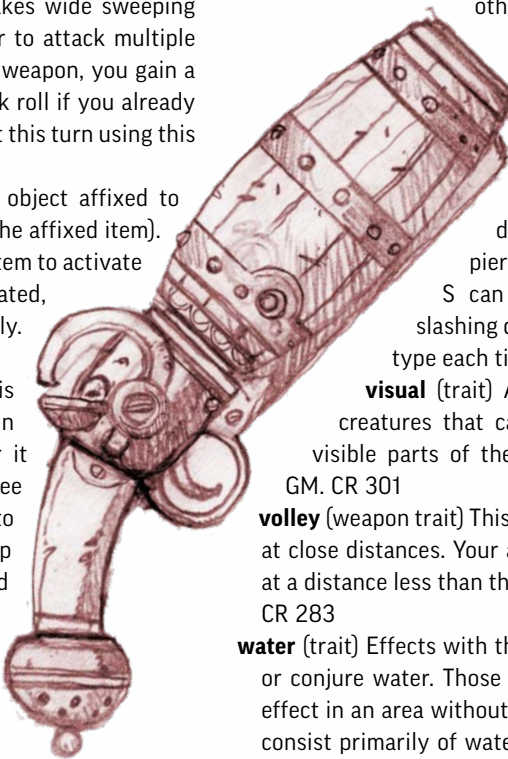 akes wide sweeping
r to attack multiple
weapon, you gain a
k roll if you already
t this turn using this
object affixed to
he affixed item).
tem to activate
ated,
ly.
is
n
r it
ee
to
p
d
oth
d
pier
S can
slashing d
type each ti
visual (trait) A
creatures that ca
visible parts of the
GM. CR 301
volley (weapon trait) This
at close distances. Your a
at a distance less than th
CR 283
water (trait) Effects with th
or conjure water. Those
effect in an area without
consist primarily of wate